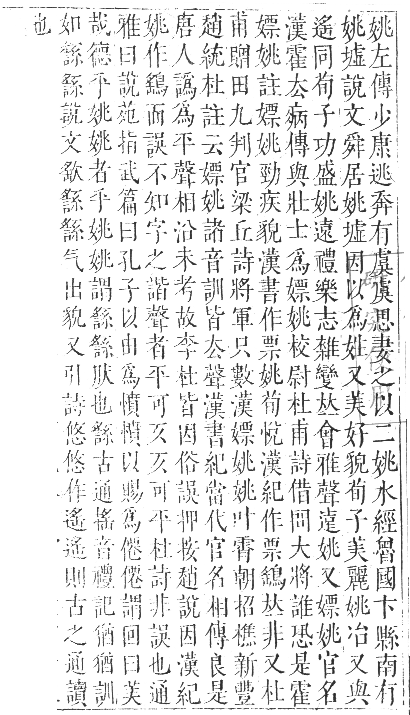 姚左傳少康逃奔有虞虞思妻之以二姚水經曾國卞縣南有
姚墟說文舜居姚墟因以為姓又美好貌荀子美麗姚冶又與
遙同荀子功盛姚遠禮樂志雜變𠀤會雅聲遠姚又嫖姚官名
漢霍去病傳與壯士為嫖姚校尉杜甫詩借問大將誰恐是霍
嫖姚註嫖姚勁疾貌漢書作票姚荀悅漢紀作票鷂𠀤非又杜
甫贈田九判官梁丘詩將軍只數漢嫖姚姚叶霄朝招樵新豐
趙統杜註云嫖姚諸音訓皆去聲漢書紀當代官名相傳良是
唐人譌為平聲相沿未考故李杜皆因俗誤押按趙說因漢紀
姚作鷂而誤不知字之諧聲者平可仄仄可平杜詩非誤也通
雅曰說苑指武篇曰孔子以由為憤憤以賜為僊僊謂回曰美
哉德乎姚姚者乎姚姚謂繇繇肰也繇古通搖音禮記猶猶訓
如繇繇說文欿繇繇气出貌又引詩悠悠作遙遙則古之通讀
也